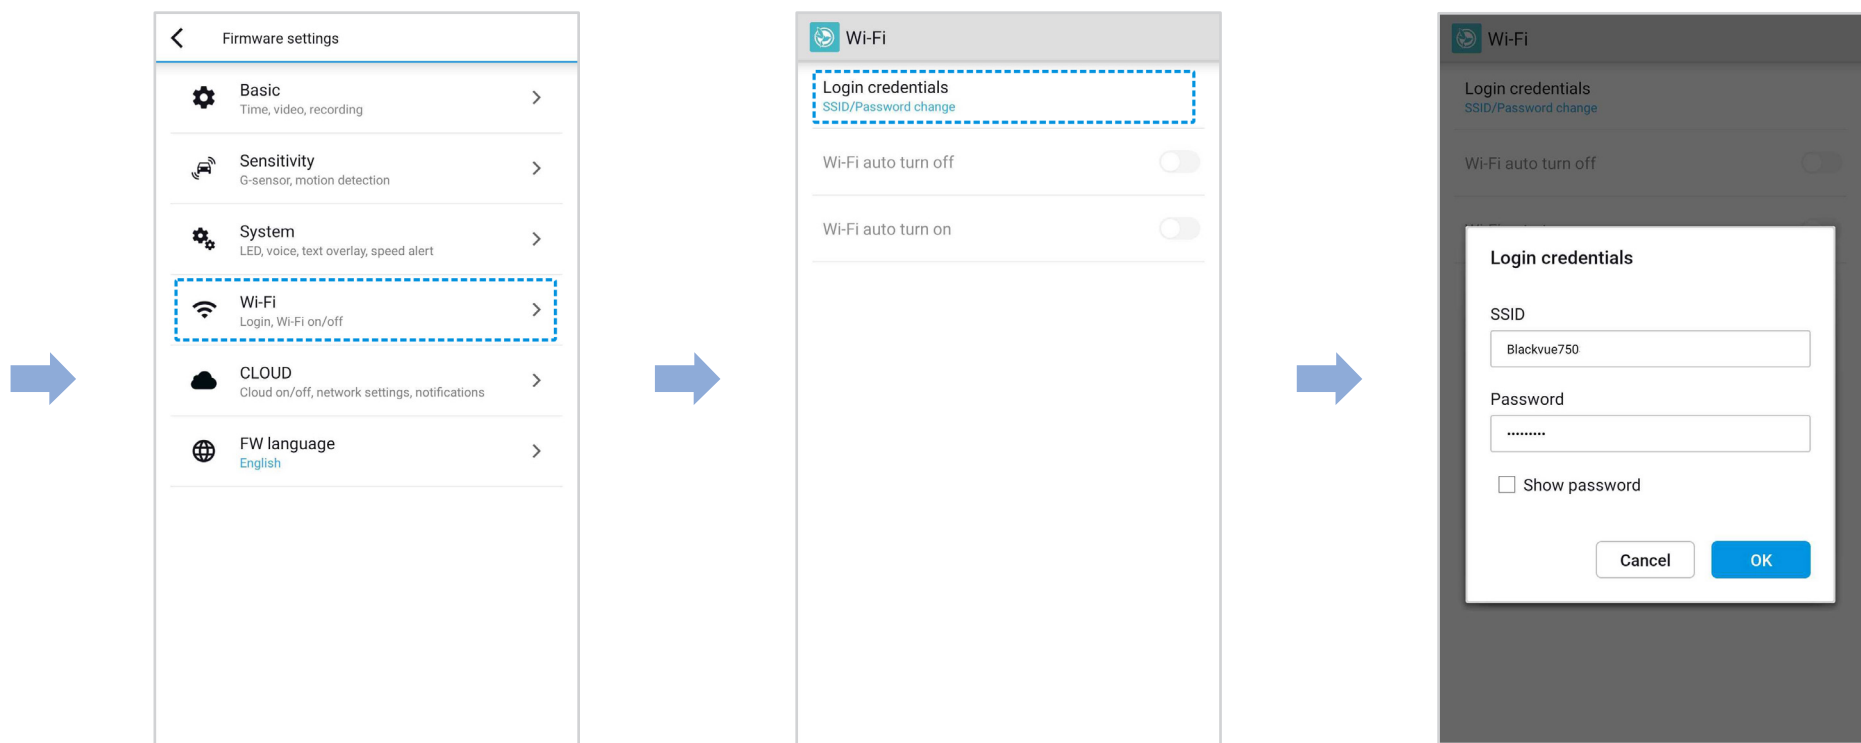 Firmware settings
Basic
Time, video, recording
Sensitivity
G-sensor, motion detection
System
LED, voice, text overlay, speed alert
Wi-Fi
Login, Wi-Fi on/off
CLOUD
Cloud on/off, network settings, notifications
FW language
English
Wi-Fi
Login credentials
SSID/Password change
Wi-Fi auto turn off
Wi-Fi auto turn on
Wi-Fi
Login credentials
SSID/Password change
Wi-Fi auto turn off
Login credentials
SSID
Blackvue750
Password
•••••••••
Show password
Cancel
OK